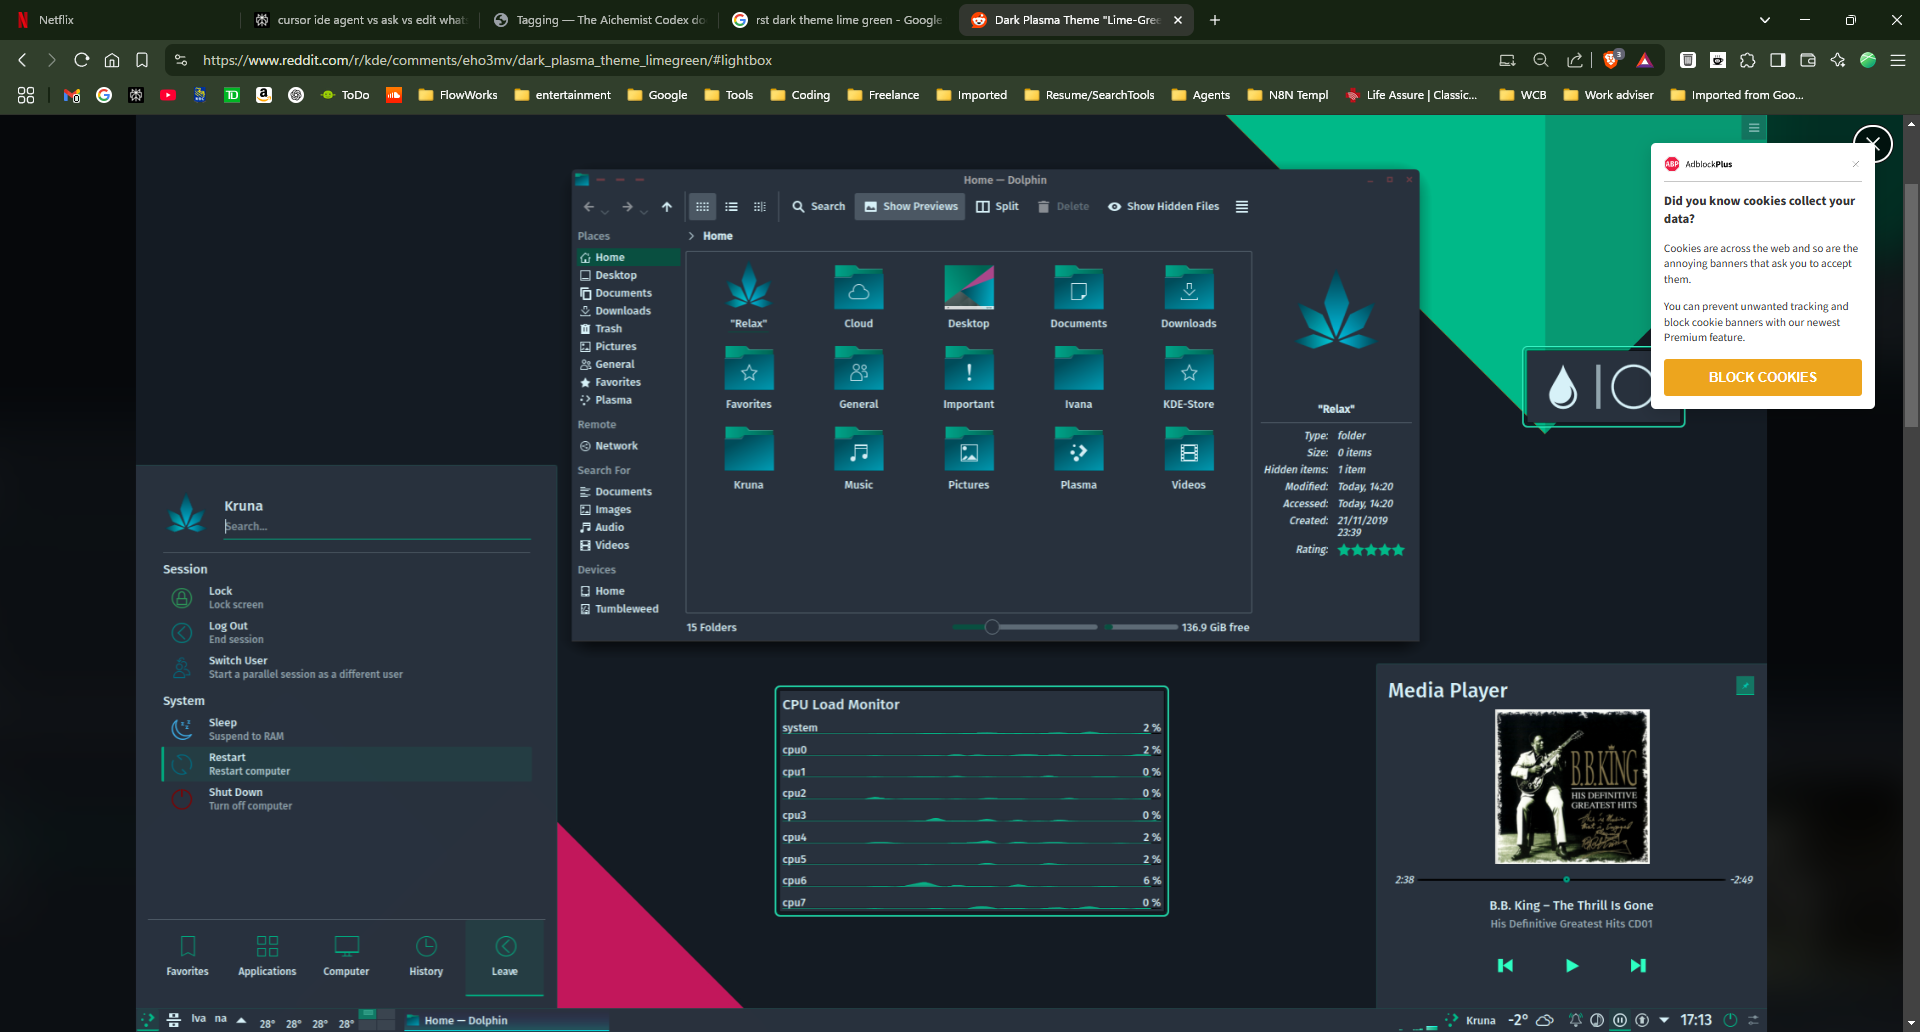 Netflix
cursor ide agent vs ask vs edit what
Tagging — The Aichemist Codex do
rst dark theme lime green - Google
Dark Plasma Theme "Lime-Gree
https://www.reddit.com/r/kde/comments/eho3mv/dark_plasma_theme_limegreen/#lightbox
3
ToDo
FlowWorks
entertainment
Google
Tools
Coding
Freelance
Imported
Resume/SearchTools
Agents
N8N Templ
Life Assure | Classic...
WCB
Work adviser
Imported from Goo...
ABP AdblockPlus
Did you know cookies collect your
data?
Cookies are across the web and so are the
annoying banners that ask you to accept
them.
You can prevent unwanted tracking and
block cookie banners with our newest
Premium feature.
BLOCK COOKIES
Home — Dolphin
Search
Show Previews
Split
Delete
Show Hidden Files
Places
Home
Desktop
Documents
Downloads
Trash
Pictures
General
Favorites
Plasma
Remote
Network
Search For
Documents
Images
Audio
Videos
Devices
Home
Tumbleweed
Home
"Relax"
Cloud
Desktop
Documents
Downloads
Favorites
General
Important
Ivana
KDE-Store
Kruna
Music
Pictures
Plasma
Videos
15 Folders
136.9 GiB free
"Relax"
Type: folder
Size: 0 items
Hidden items: 1 item
Modified: Today, 14:20
Accessed: Today, 14:20
Created: 21/11/2019
23:39
Rating:
Kruna
Search...
Session
Lock
Lock screen
Log Out
End session
Switch User
Start a parallel session as a different user
System
Sleep
Suspend to RAM
Restart
Restart computer
Shut Down
Turn off computer
Favorites
Applications
Computer
History
Leave
CPU Load Monitor
system 2 %
cpu0 2 %
cpu1 0 %
cpu2 0 %
cpu3 0 %
cpu4 2 %
cpu5 2 %
cpu6 6 %
cpu7 0 %
Media Player
B.B. KING
HIS DEFINITIVE
GREATEST HITS
2:38
-2:49
B.B. King – The Thrill Is Gone
His Definitive Greatest Hits CD01
Iva na
28° 28° 28° 28°
Home — Dolphin
Kruna
-2°
17:13